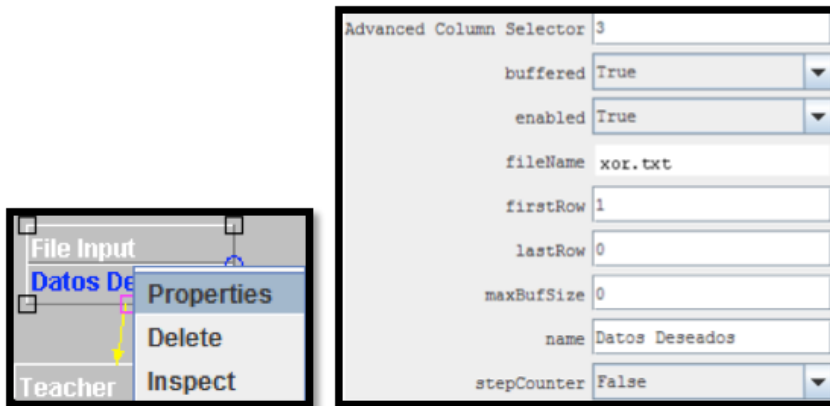 File Input
Datos De
Properties
Delete
Teacher
Inspect
Advanced Column Selector 3
buffered True
enabled True
fileName xor.txt
firstRow 1
lastRow 0
maxBufSize 0
name Datos Deseados
stepCounter False